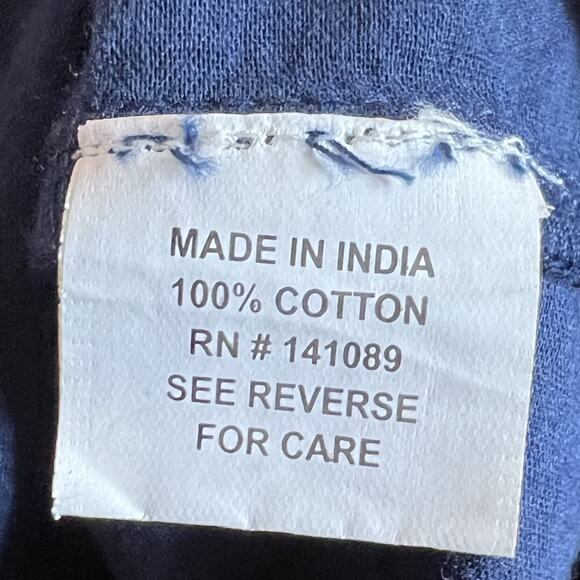 MADE IN INDIA
100% COTTON
RN # 141089
SEE REVERSE
FOR CARE